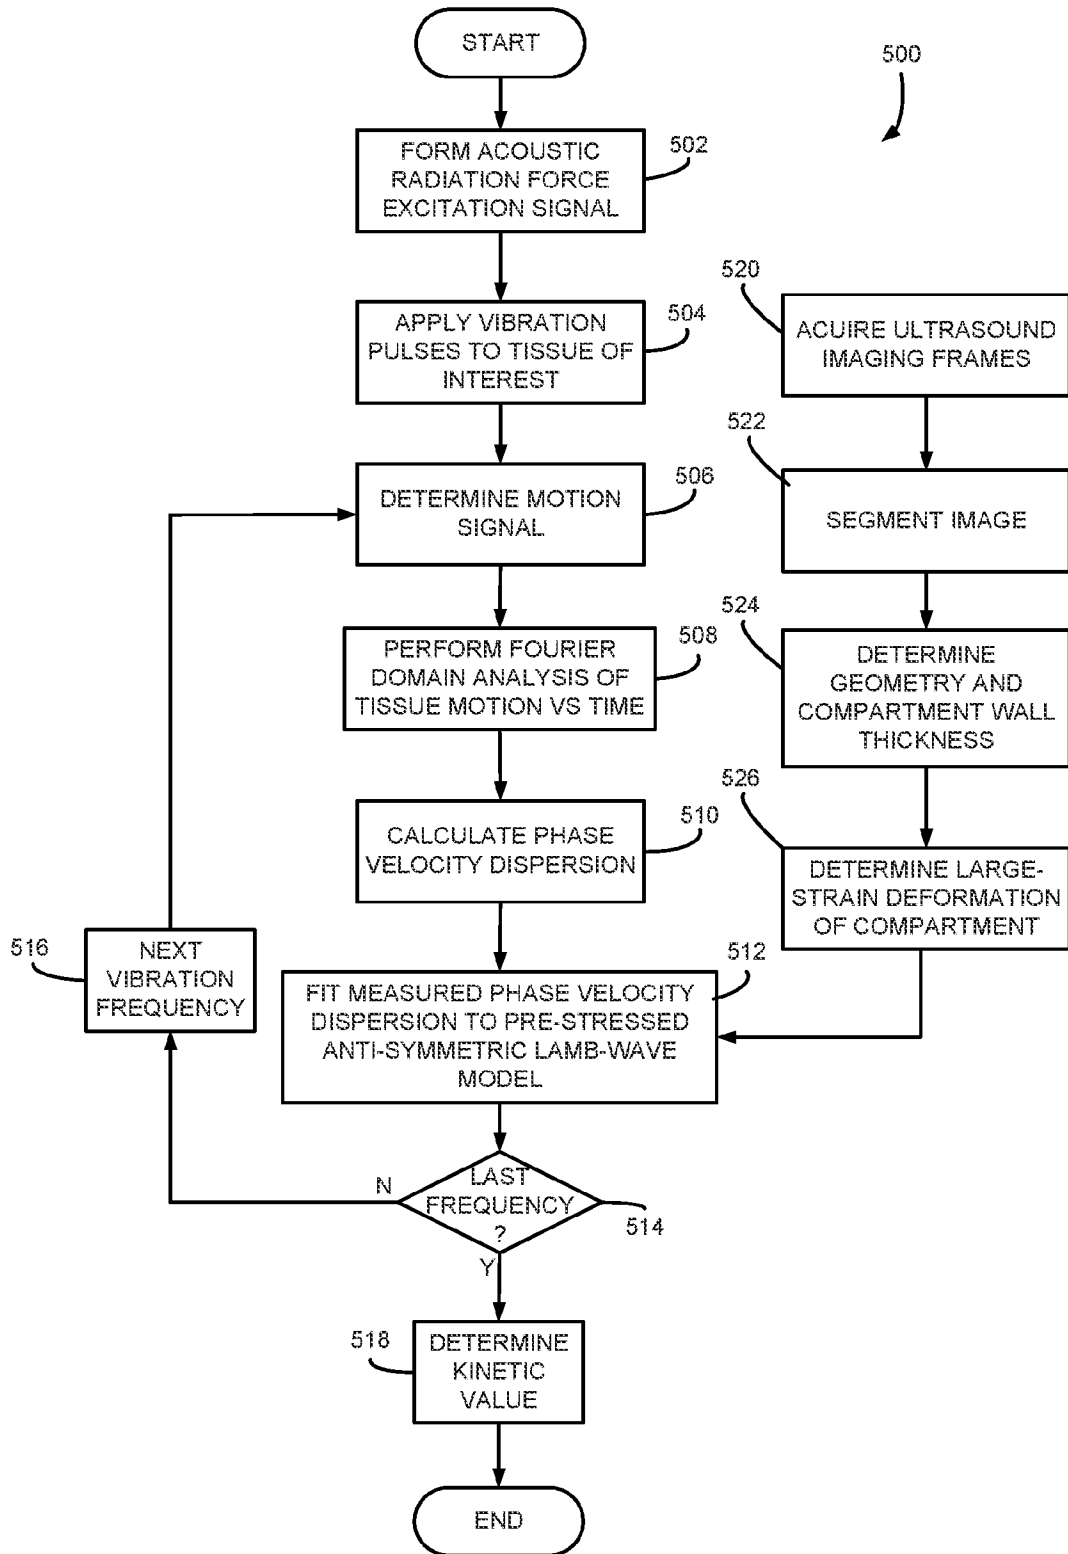 START
500
FORM ACOUSTIC
RADIATION FORCE
EXCITATION SIGNAL
502
APPLY VIBRATION
PULSES TO TISSUE OF
INTEREST
504
DETERMINE MOTION
SIGNAL
506
PERFORM FOURIER
DOMAIN ANALYSIS OF
TISSUE MOTION VS TIME
508
CALCULATE PHASE
VELOCITY DISPERSION
510
FIT MEASURED PHASE VELOCITY
DISPERSION TO PRE-STRESSED
ANTI-SYMMETRIC LAMB-WAVE
MODEL
512
LAST
FREQUENCY
?
514
N
Y
516
NEXT
VIBRATION
FREQUENCY
518
DETERMINE
KINETIC
VALUE
END
520
ACUIRE ULTRASOUND
IMAGING FRAMES
522
SEGMENT IMAGE
524
DETERMINE
GEOMETRY AND
COMPARTMENT WALL
THICKNESS
526
DETERMINE LARGE-
STRAIN DEFORMATION
OF COMPARTMENT